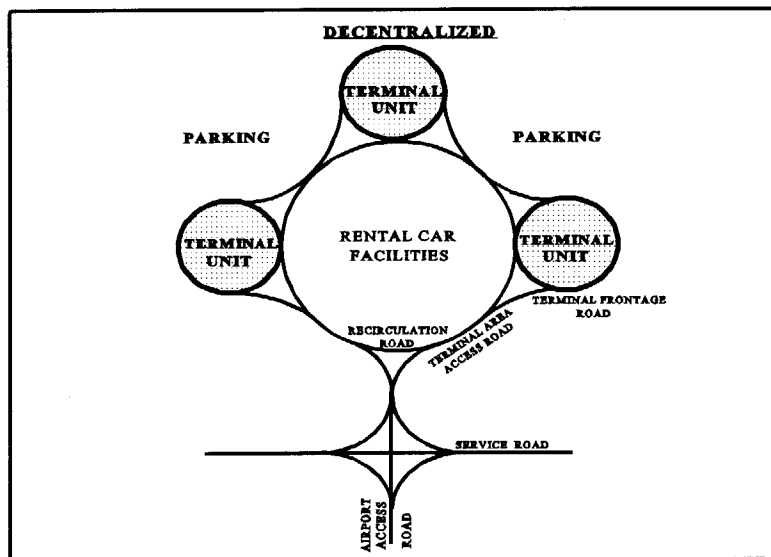 DECENTRALIZED
TERMINAL
UNIT
PARKING
PARKING
TERMINAL
UNIT
RENTAL CAR
FACILITIES
TERMINAL
UNIT
TERMINAL FRONTAGE
ROAD
RECIRCULATION
ROAD
TERMINAL AREA
ACCESS ROAD
SERVICE ROAD
AIRPORT
ACCESS
ROAD